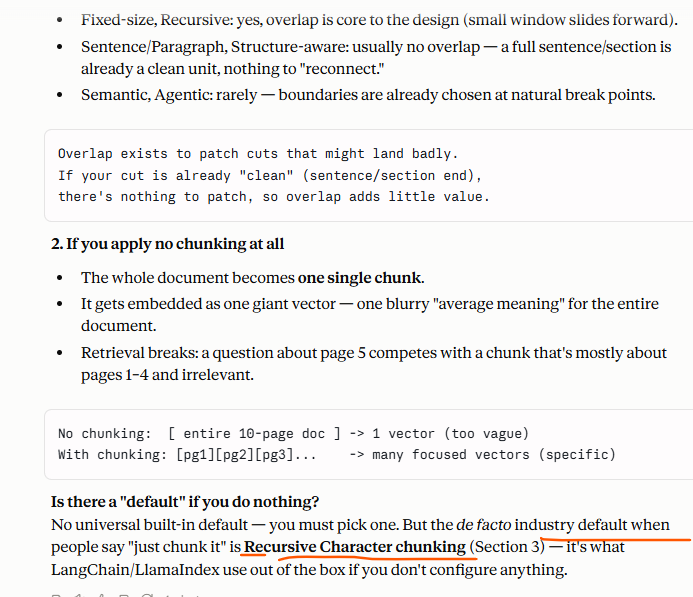 • Fixed-size, Recursive: yes, overlap is core to the design (small window slides forward).
• Sentence/Paragraph, Structure-aware: usually no overlap — a full sentence/section is
already a clean unit, nothing to "reconnect."
• Semantic, Agentic: rarely — boundaries are already chosen at natural break points.
Overlap exists to patch cuts that might land badly.
If your cut is already "clean" (sentence/section end),
there's nothing to patch, so overlap adds little value.
2. If you apply no chunking at all
• The whole document becomes one single chunk.
• It gets embedded as one giant vector — one blurry "average meaning" for the entire
document.
• Retrieval breaks: a question about page 5 competes with a chunk that's mostly about
pages 1–4 and irrelevant.
No chunking:  [ entire 10-page doc ] -> 1 vector (too vague)
With chunking: [pg1][pg2][pg3]...    -> many focused vectors (specific)
Is there a "default" if you do nothing?
No universal built-in default — you must pick one. But the de facto industry default when
people say "just chunk it" is Recursive Character chunking (Section 3) — it's what
LangChain/LlamaIndex use out of the box if you don't configure anything.